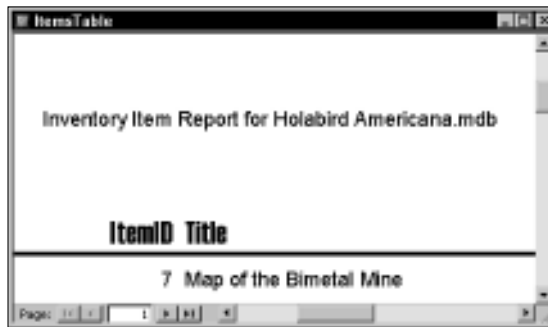 ItemsTable
Inventory Item Report for Holabird Americana.mdb
ItemID Title
7 Map of the Bimetal Mine
Page: 1